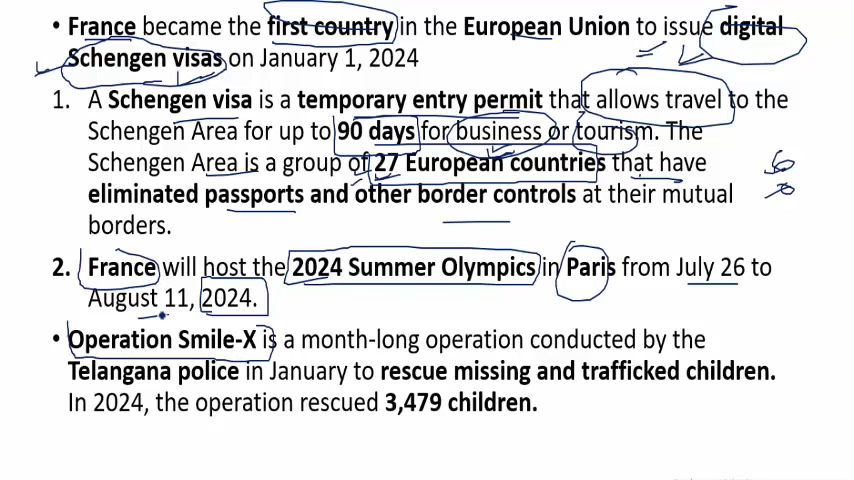 • France became the first country in the European Union to issue digital
Schengen visas on January 1, 2024
1. A Schengen visa is a temporary entry permit that allows travel to the
Schengen Area for up to 90 days for business or tourism. The
Schengen Area is a group of 27 European countries that have
eliminated passports and other border controls at their mutual
borders.
2. France will host the 2024 Summer Olympics in Paris from July 26 to
August 11, 2024.
• Operation Smile-X is a month-long operation conducted by the
Telangana police in January to rescue missing and trafficked children.
In 2024, the operation rescued 3,479 children.